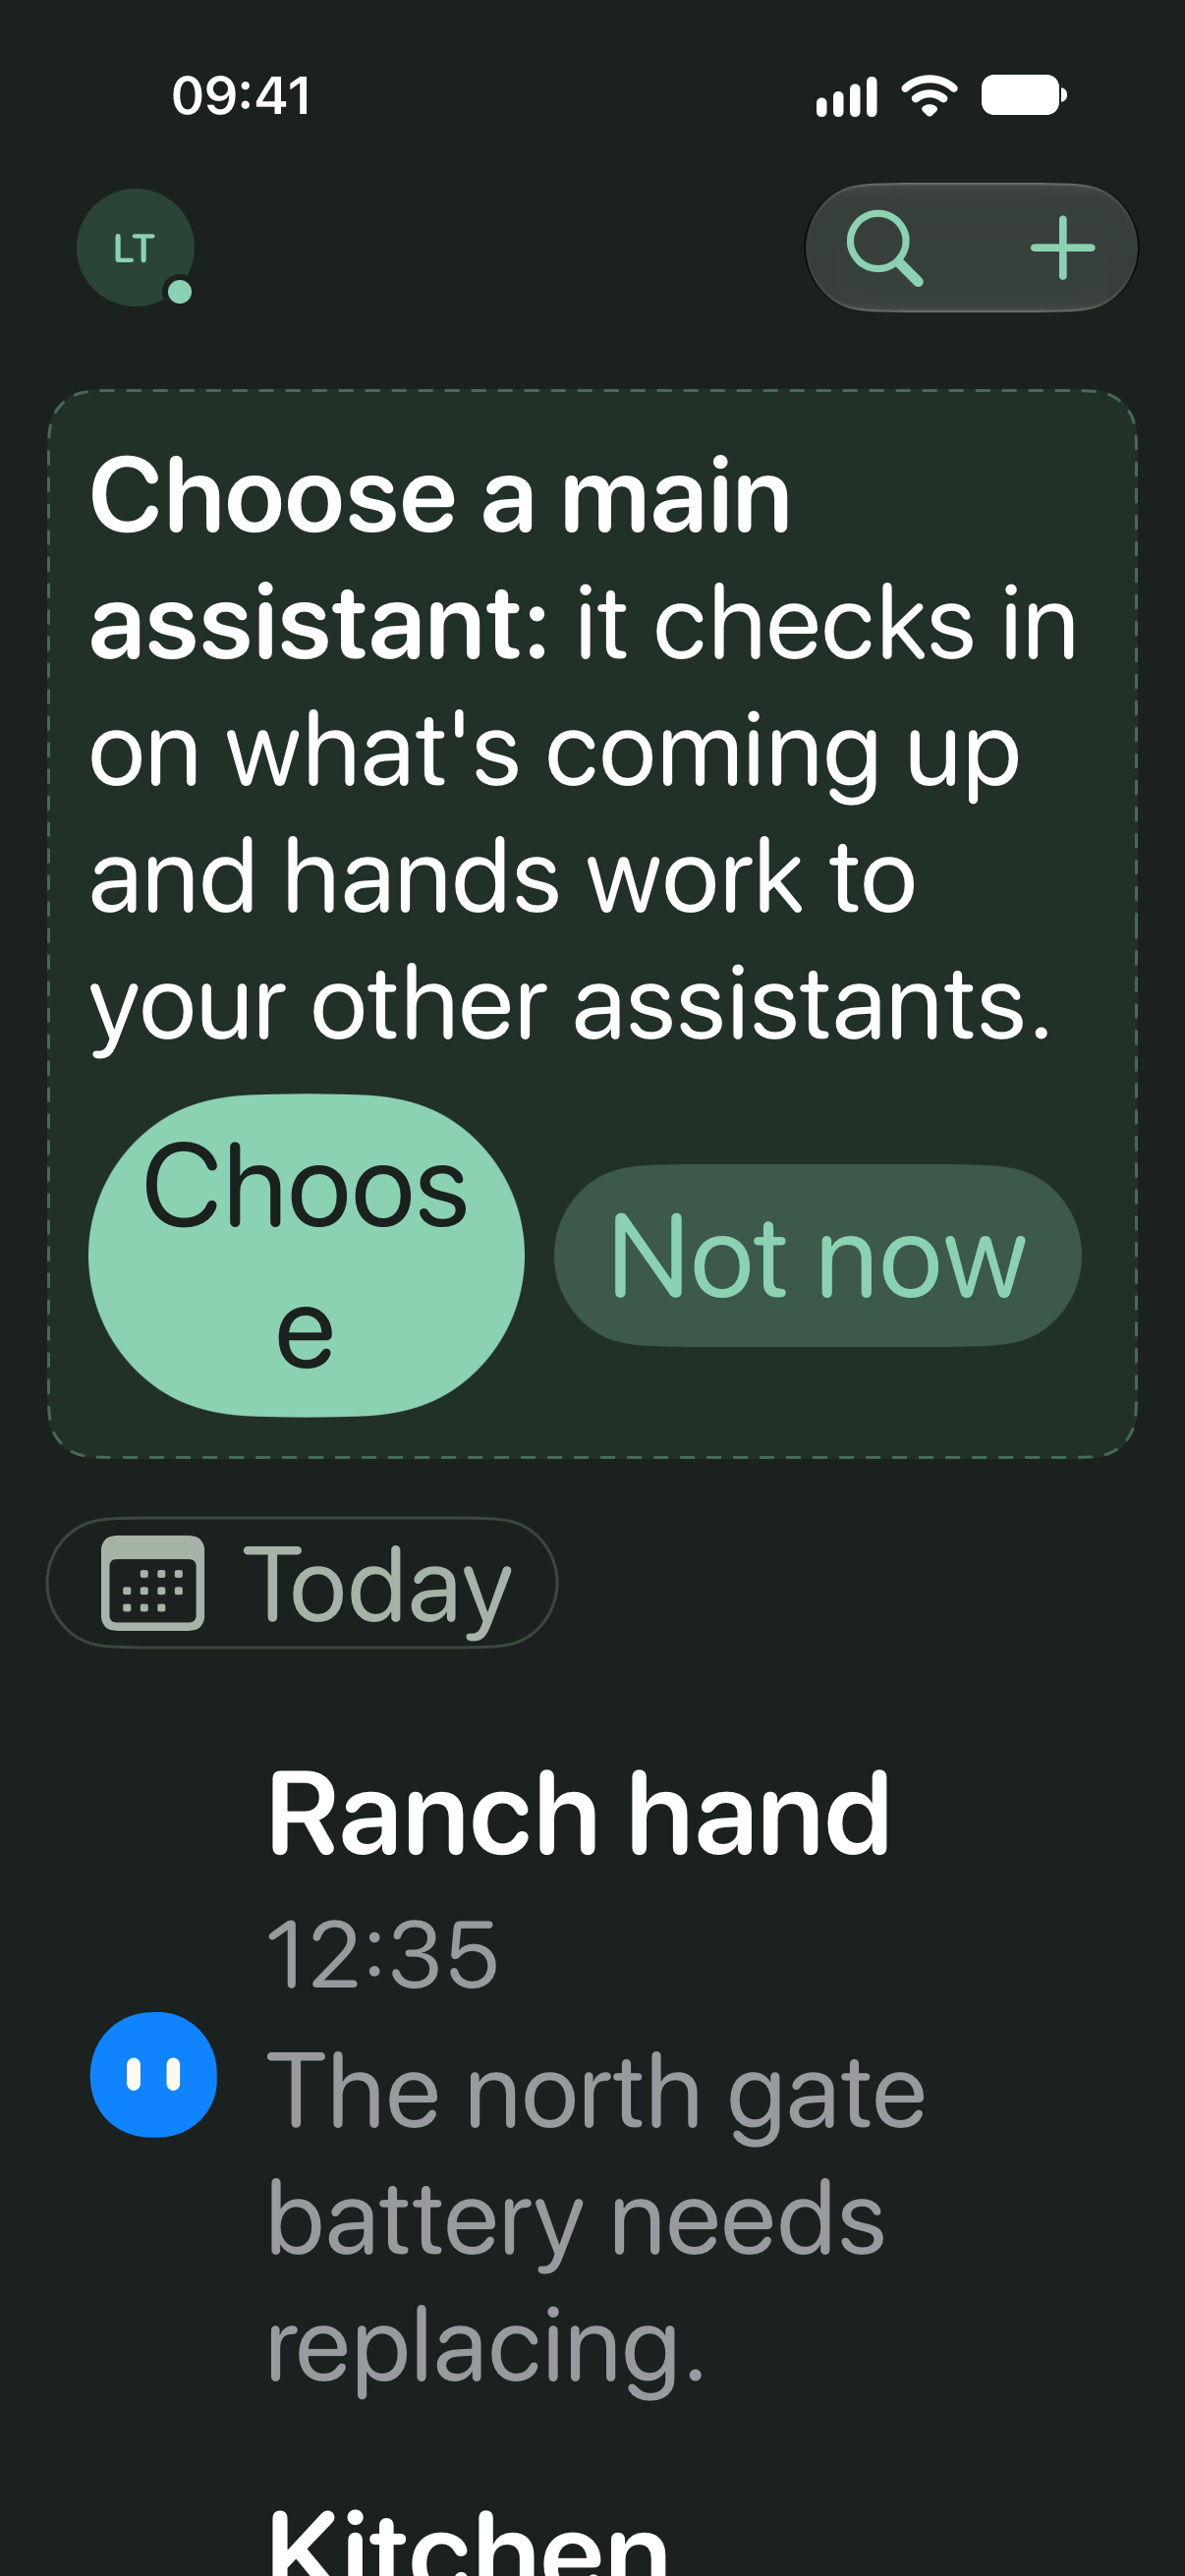 09:41
LT
Choose a main
assistant: it checks in
on what's coming up
and hands work to
your other assistants.
Choos
e
Not now
Today
Ranch hand
12:35
The north gate
battery needs
replacing.
Kitchen